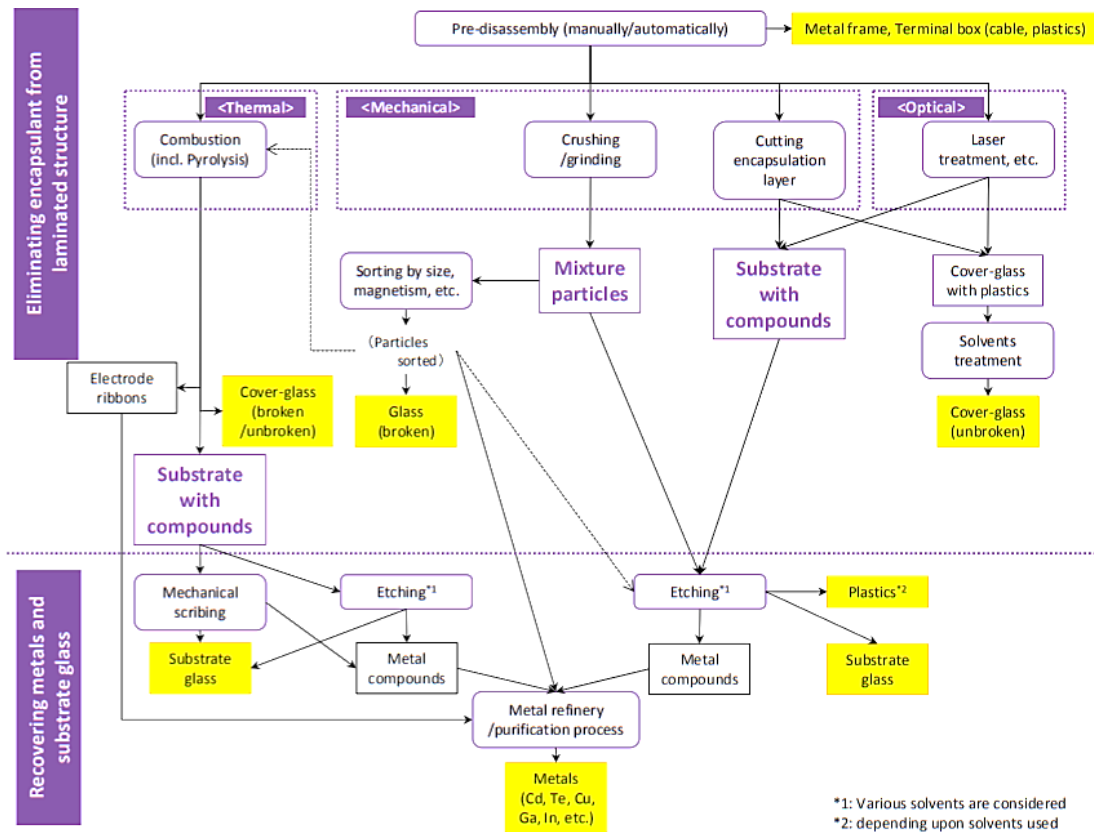 Pre-disassembly (manually/automatically)
Metal frame, Terminal box (cable, plastics)
Eliminating encapsulant from
laminated structure
<Thermal>
<Mechanical>
<Optical>
Combustion
(incl. Pyrolysis)
Crushing
/grinding
Cutting
encapsulation
layer
Laser
treatment, etc.
Sorting by size,
magnetism, etc.
Mixture
particles
Substrate
with
compounds
Cover-glass
with plastics
(Particles
sorted)
Solvents
treatment
Electrode
ribbons
Cover-glass
(broken
/unbroken)
Glass
(broken)
Cover-glass
(unbroken)
Substrate
with
compounds
Recovering metals and
substrate glass
Mechanical
scribing
Etching*1
Etching*1
Plastics*2
Substrate
glass
Metal
compounds
Metal
compounds
Substrate
glass
Metal refinery
/purification process
Metals
(Cd, Te, Cu,
Ga, In, etc.)
*1: Various solvents are considered
*2: depending upon solvents used